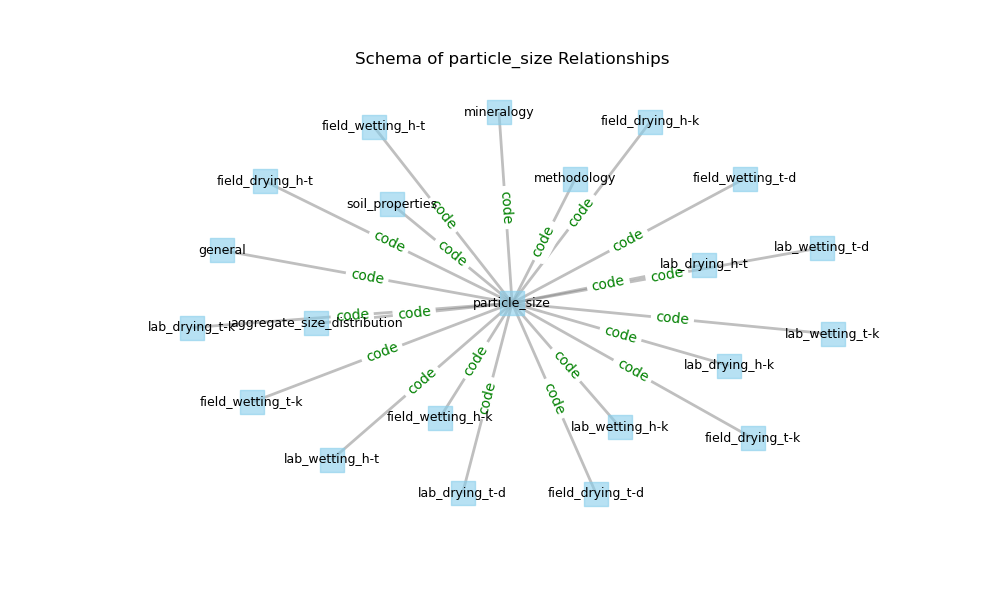 Schema of particle_size Relationships
mineralogy
field_wetting_h-t
field_drying_h-k
methodology
field_drying_h-t
field_wetting_t-d
soil_properties
code
code
code
code
code
code
code
code
general
lab_wetting_t-d
lab_drying_h-t
code
code
code
particle_size
code
code
code
lab_drying_t-k
aggregate_size_distribution
lab_wetting_t-k
code
code
code
code
code
lab_drying_h-k
code
code
code
code
field_wetting_t-k
field_wetting_h-k
lab_wetting_h-k
field_drying_t-k
lab_wetting_h-t
lab_drying_t-d
field_drying_t-d